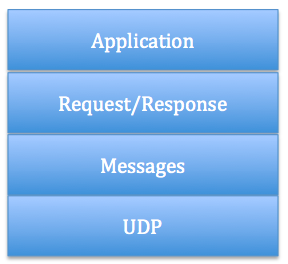 Application
Request/Response
Messages
UDP